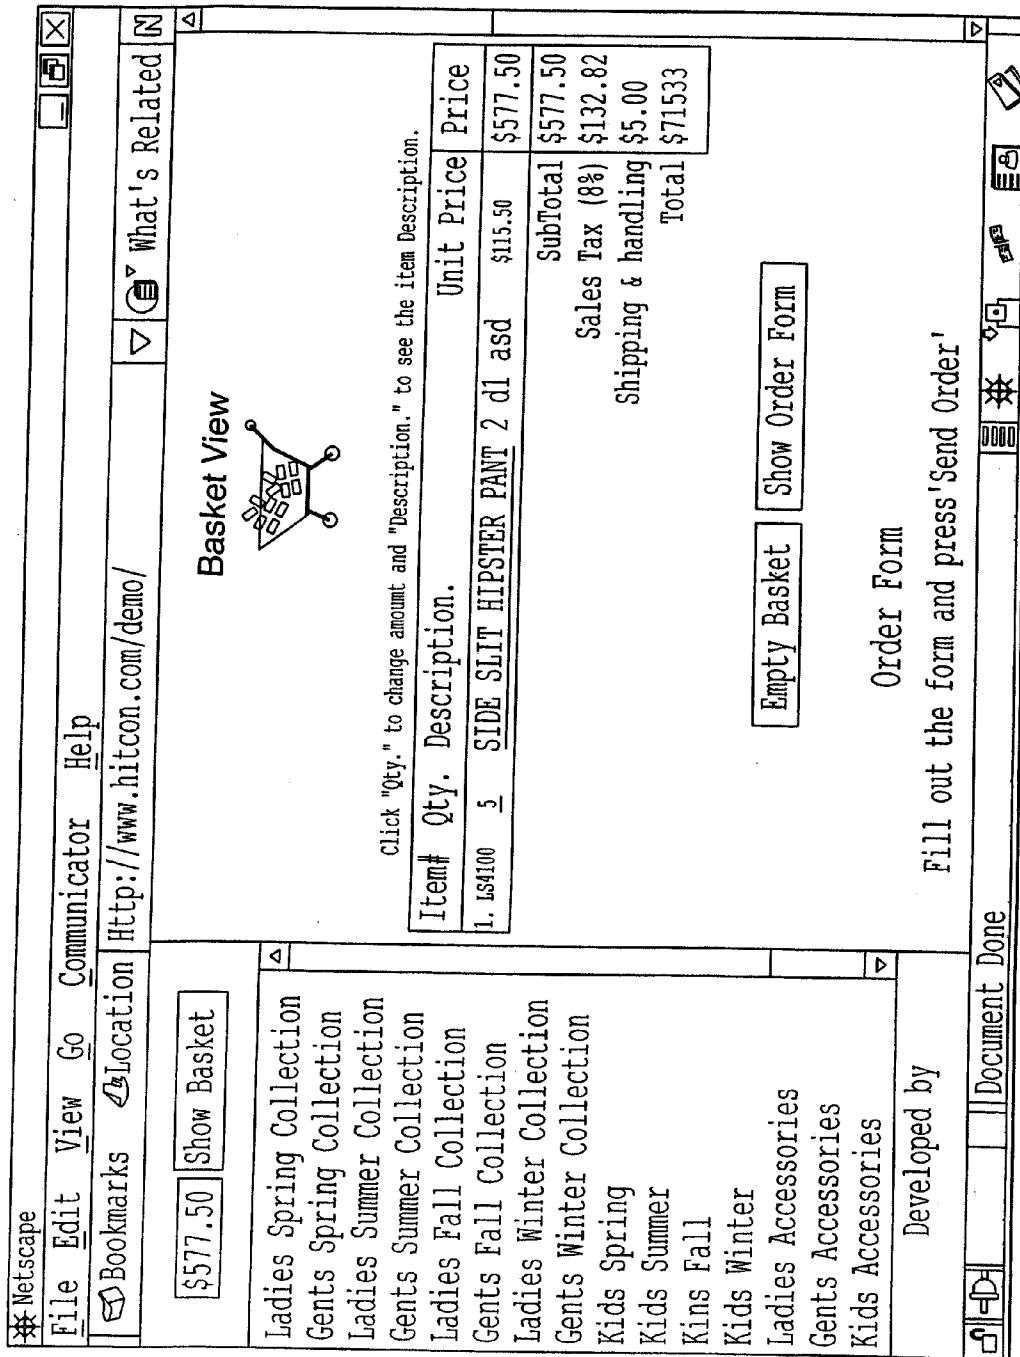 Netscape
File Edit View Go Communicator Help
Bookmarks Location Http://www.hitcon.com/demo/ What's Related N
$577.50 Show Basket
Ladies Spring Collection
Gents Spring Collection
Ladies Summer Collection
Gents Summer Collection
Ladies Fall Collection
Gents Fall Collection
Ladies Winter Collection
Gents Winter Collection
Kids Spring
Kids Summer
Kins Fall
Kids Winter
Ladies Accessories
Gents Accessories
Kids Accessories
Developed by
Basket View
Click "Qty." to change amount and "Description." to see the item Description.
Item# Qty. Description. Unit Price Price
1. LS4100 5 SIDE SLIT HIPSTER PANT 2 dl asd $115.50 $577.50
SubTotal $577.50
Sales Tax (8%) $132.82
Shipping & handling $5.00
Total $71533
Empty Basket Show Order Form
Order Form
Fill out the form and press'Send Order'
Document Done